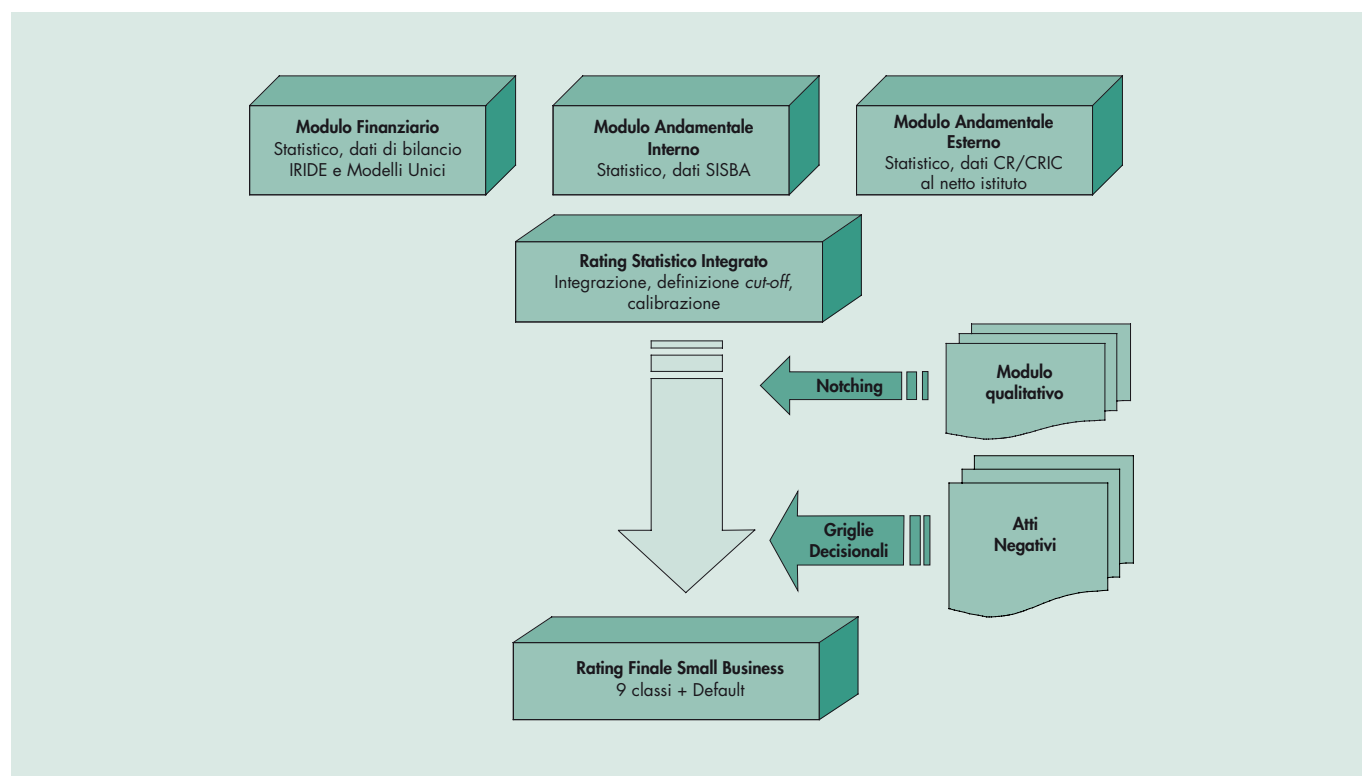 Modulo Finanziario
Statistico, dati di bilancio
IRIDE e Modelli Unici
Modulo Andamentale
Interno
Statistico, dati SISBA
Modulo Andamentale
Esterno
Statistico, dati CR/CRIC
al netto istituto
Rating Statistico Integrato
Integrazione, definizione cut-off,
calibrazione
Notching
Modulo
qualitativo
Griglie
Decisionali
Atti
Negativi
Rating Finale Small Business
9 classi + Default